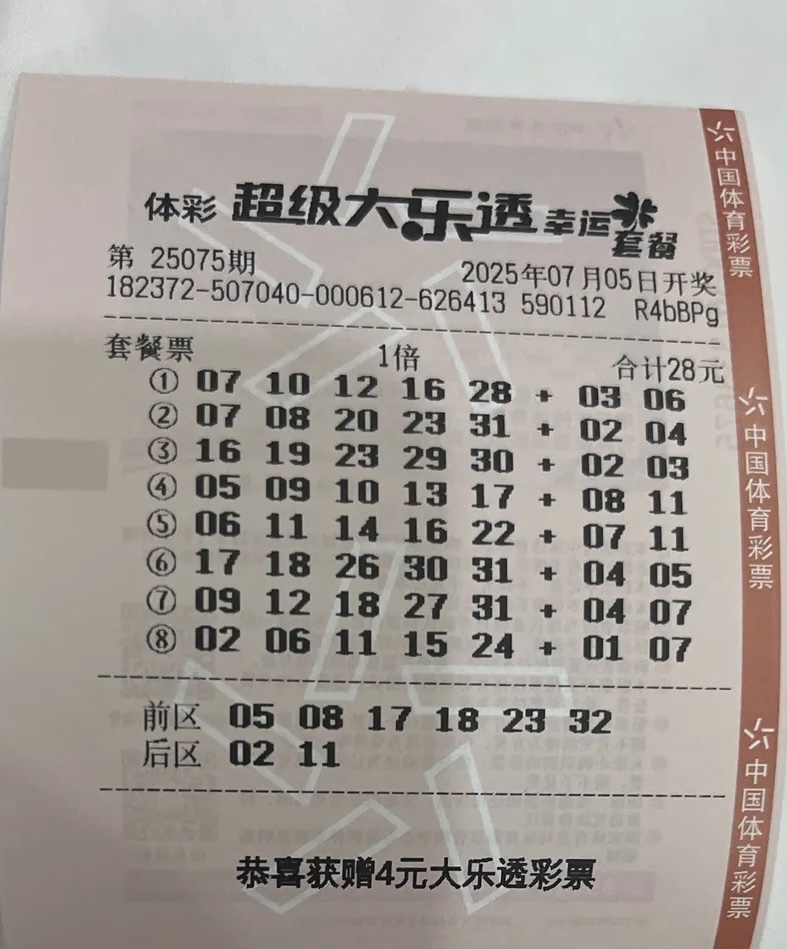 体彩 超级大乐透 幸运套餐
第 25075期 2025年07月05日开奖
182372-507040-000612-626413 590112 R4bBPg
套餐票 1倍 合计28元
① 07 10 12 16 28 + 03 06
② 07 08 20 23 31 + 02 04
③ 16 19 23 29 30 + 02 03
④ 05 09 10 13 17 + 08 11
⑤ 06 11 14 16 22 + 07 11
⑥ 17 18 26 30 31 + 04 05
⑦ 09 12 18 27 31 + 04 07
⑧ 02 06 11 15 24 + 01 07
前区 05 08 17 18 23 32
后区 02 11
恭喜获赠4元大乐透彩票
中国体育彩票
中国体育彩票
中国体育彩票